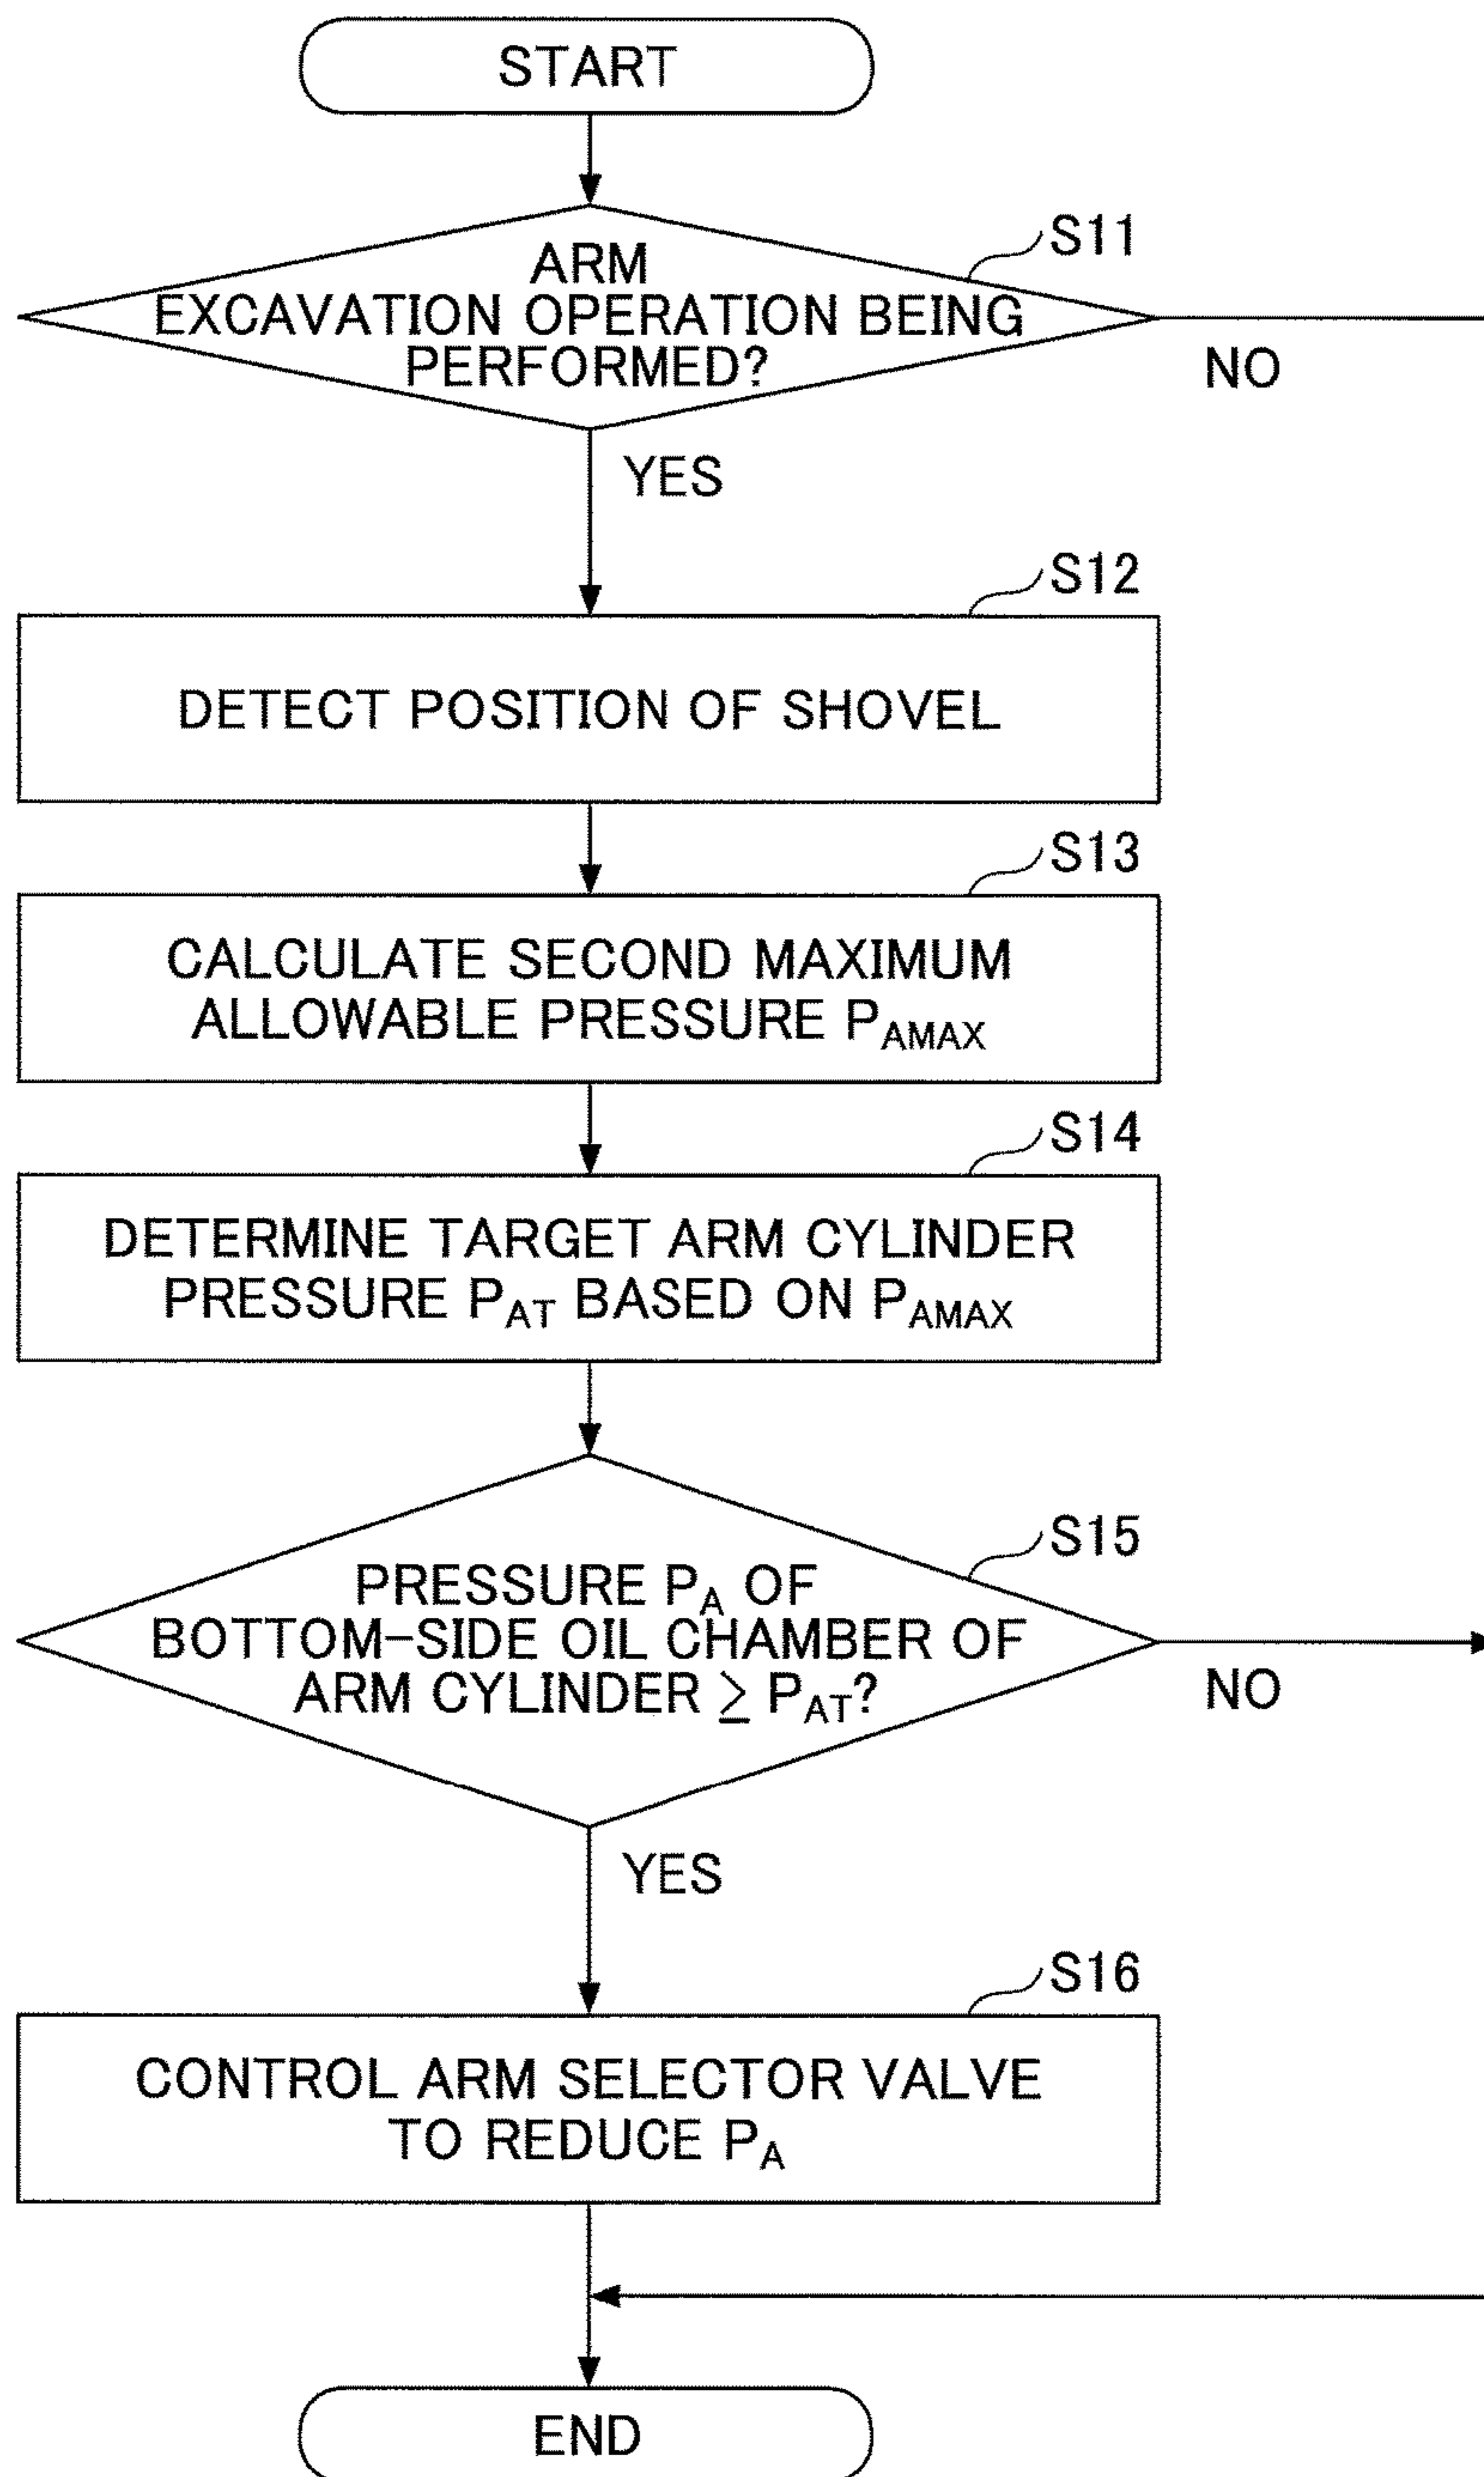 START
S11
ARM
EXCAVATION OPERATION BEING
PERFORMED?
NO
YES
S12
DETECT POSITION OF SHOVEL
S13
CALCULATE SECOND MAXIMUM
ALLOWABLE PRESSURE PAMAX
S14
DETERMINE TARGET ARM CYLINDER
PRESSURE PAT BASED ON PAMAX
S15
PRESSURE PA OF
BOTTOM-SIDE OIL CHAMBER OF
ARM CYLINDER ≥ PAT?
NO
YES
S16
CONTROL ARM SELECTOR VALVE
TO REDUCE PA
END